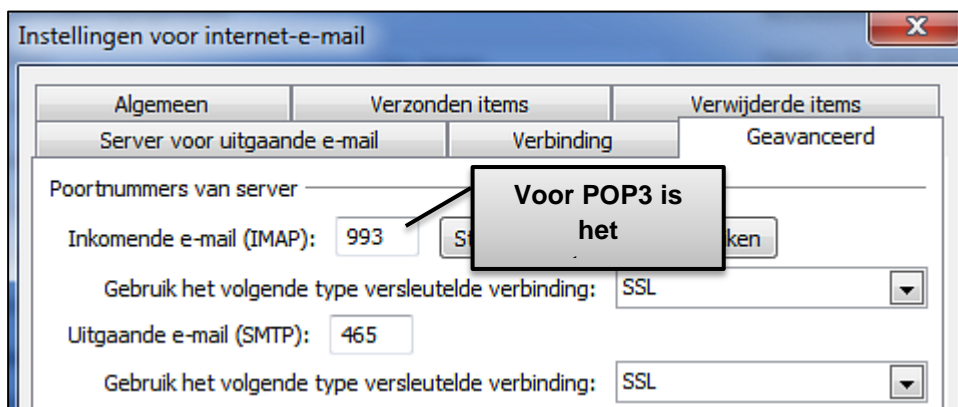 Instellingen voor internet-e-mail
Algemeen Verzonden items Verwijderde items
Server voor uitgaande e-mail Verbinding Geavanceerd
Poortnummers van server
Voor POP3 is
het
Inkomende e-mail (IMAP): 993
Gebruik het volgende type versleutelde verbinding: SSL
Uitgaande e-mail (SMTP): 465
Gebruik het volgende type versleutelde verbinding: SSL